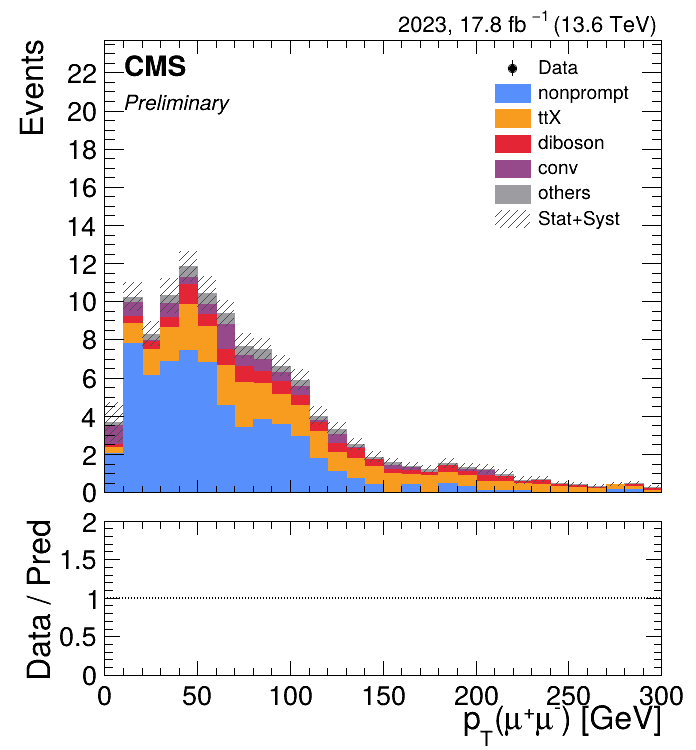 2023, 17.8 fb⁻¹ (13.6 TeV)
Events
CMS
Preliminary
Data
nonprompt
ttX
diboson
conv
others
Stat+Syst
22
20
18
16
14
12
10
8
6
4
2
0
Data / Pred
2
1.5
1
0.5
0
0 50 100 150 200 250 300
p_T(μ⁺μ⁻) [GeV]